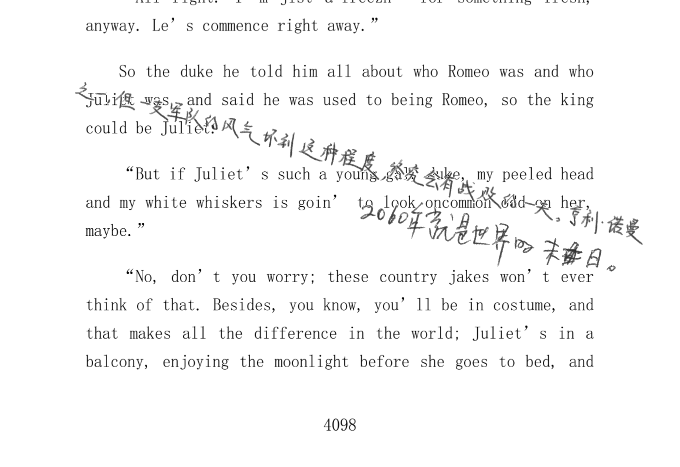 "All right. I'm jist a-freezn' for something fresh,
anyway. Le's commence right away."
So the duke he told him all about who Romeo was and who
Juliet was, and said he was used to being Romeo, so the king
could be Juliet.
之一,但一支军队的风气坏到这种程度,终究会有战败的一天。亨利·诺曼
"But if Juliet's such a young gal, duke, my peeled head
and my white whiskers is goin' to look oncommon odd on her,
maybe."
2060年就是世界的末日。
"No, don't you worry; these country jakes won't ever
think of that. Besides, you know, you'll be in costume, and
that makes all the difference in the world; Juliet's in a
balcony, enjoying the moonlight before she goes to bed, and
4098